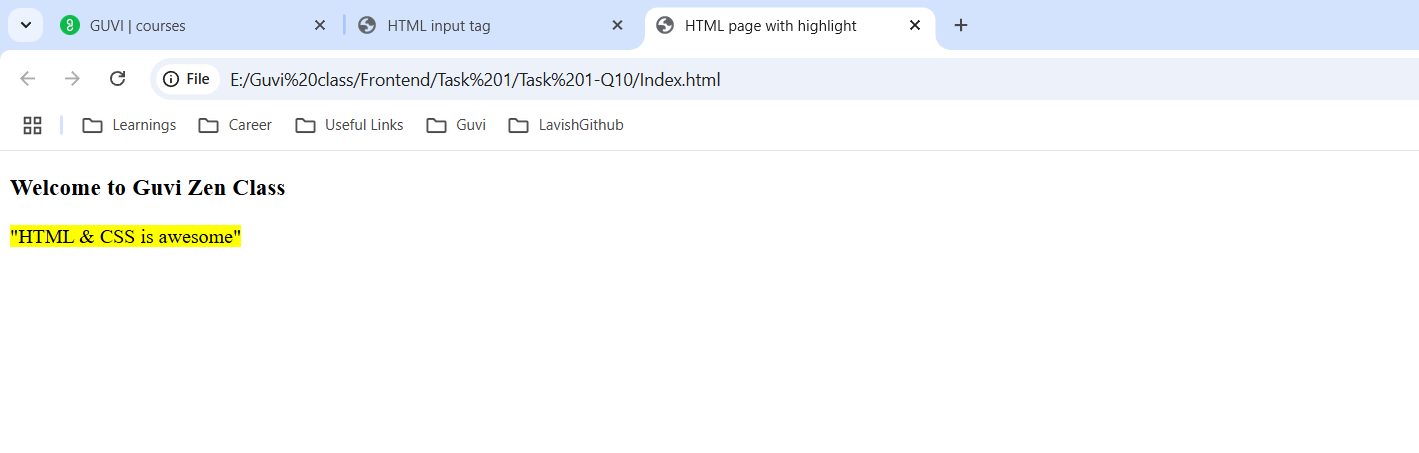 GUVI | courses
HTML input tag
HTML page with highlight
File E:/Guvi%20class/Frontend/Task%201/Task%201-Q10/Index.html
Learnings Career Useful Links Guvi LavishGithub
Welcome to Guvi Zen Class
"HTML & CSS is awesome"